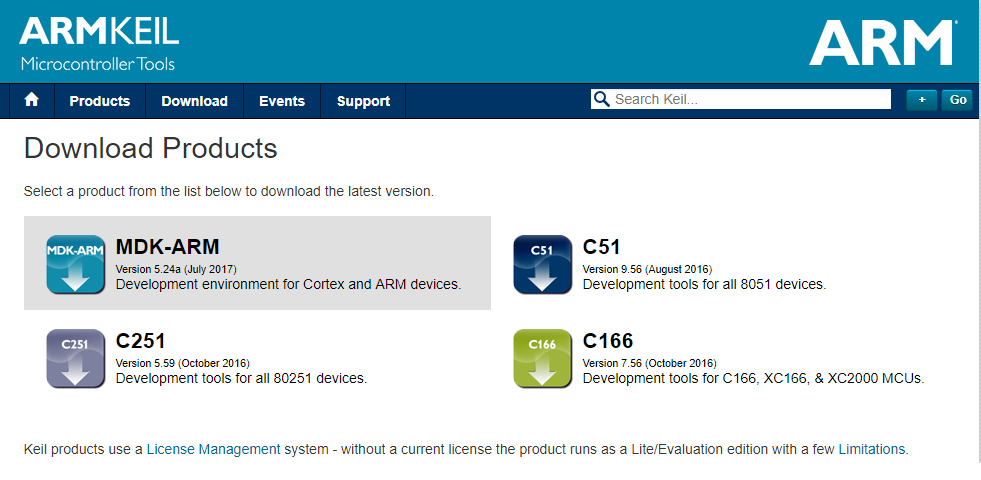 ARMKEIL
Microcontroller Tools
ARM
Products Download Events Support Search Keil... + Go
Download Products
Select a product from the list below to download the latest version.
MDK-ARM
MDK-ARM
Version 5.24a (July 2017)
Development environment for Cortex and ARM devices.
C51
C51
Version 9.56 (August 2016)
Development tools for all 8051 devices.
C251
C251
Version 5.59 (October 2016)
Development tools for all 80251 devices.
C166
C166
Version 7.56 (October 2016)
Development tools for C166, XC166, & XC2000 MCUs.
Keil products use a License Management system - without a current license the product runs as a Lite/Evaluation edition with a few Limitations.